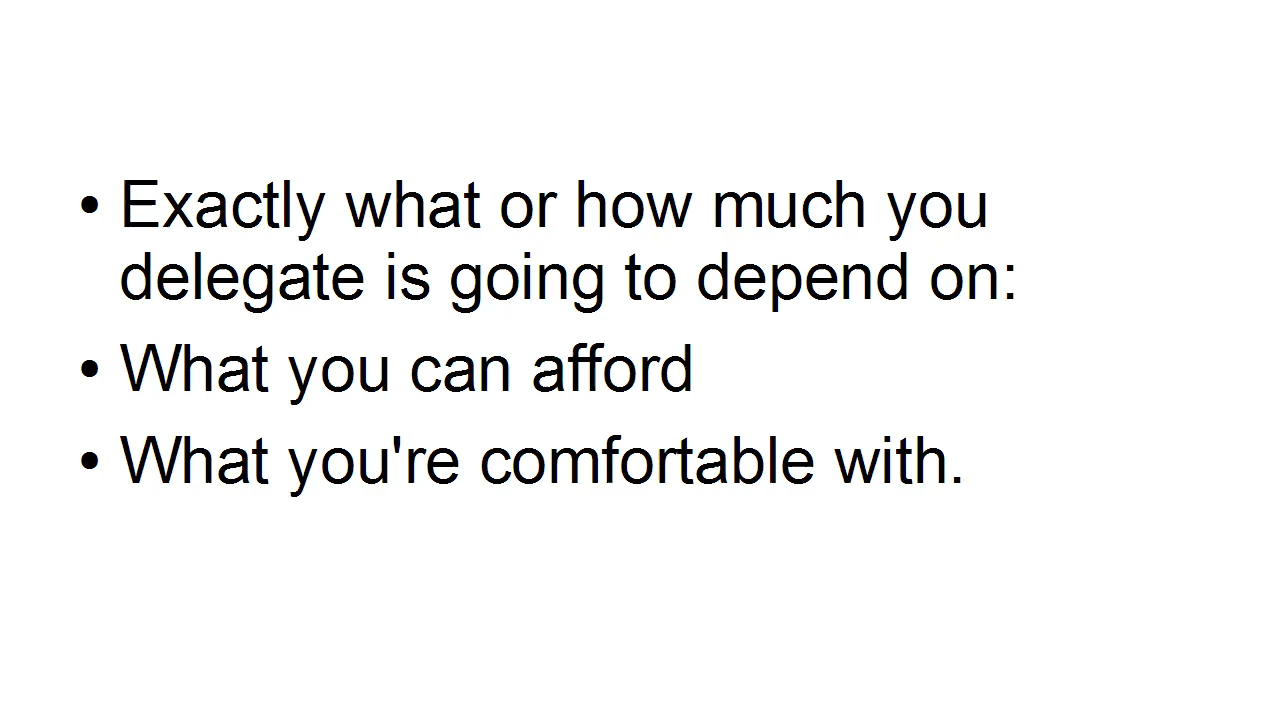 • Exactly what or how much you
delegate is going to depend on:
• What you can afford
• What you're comfortable with.